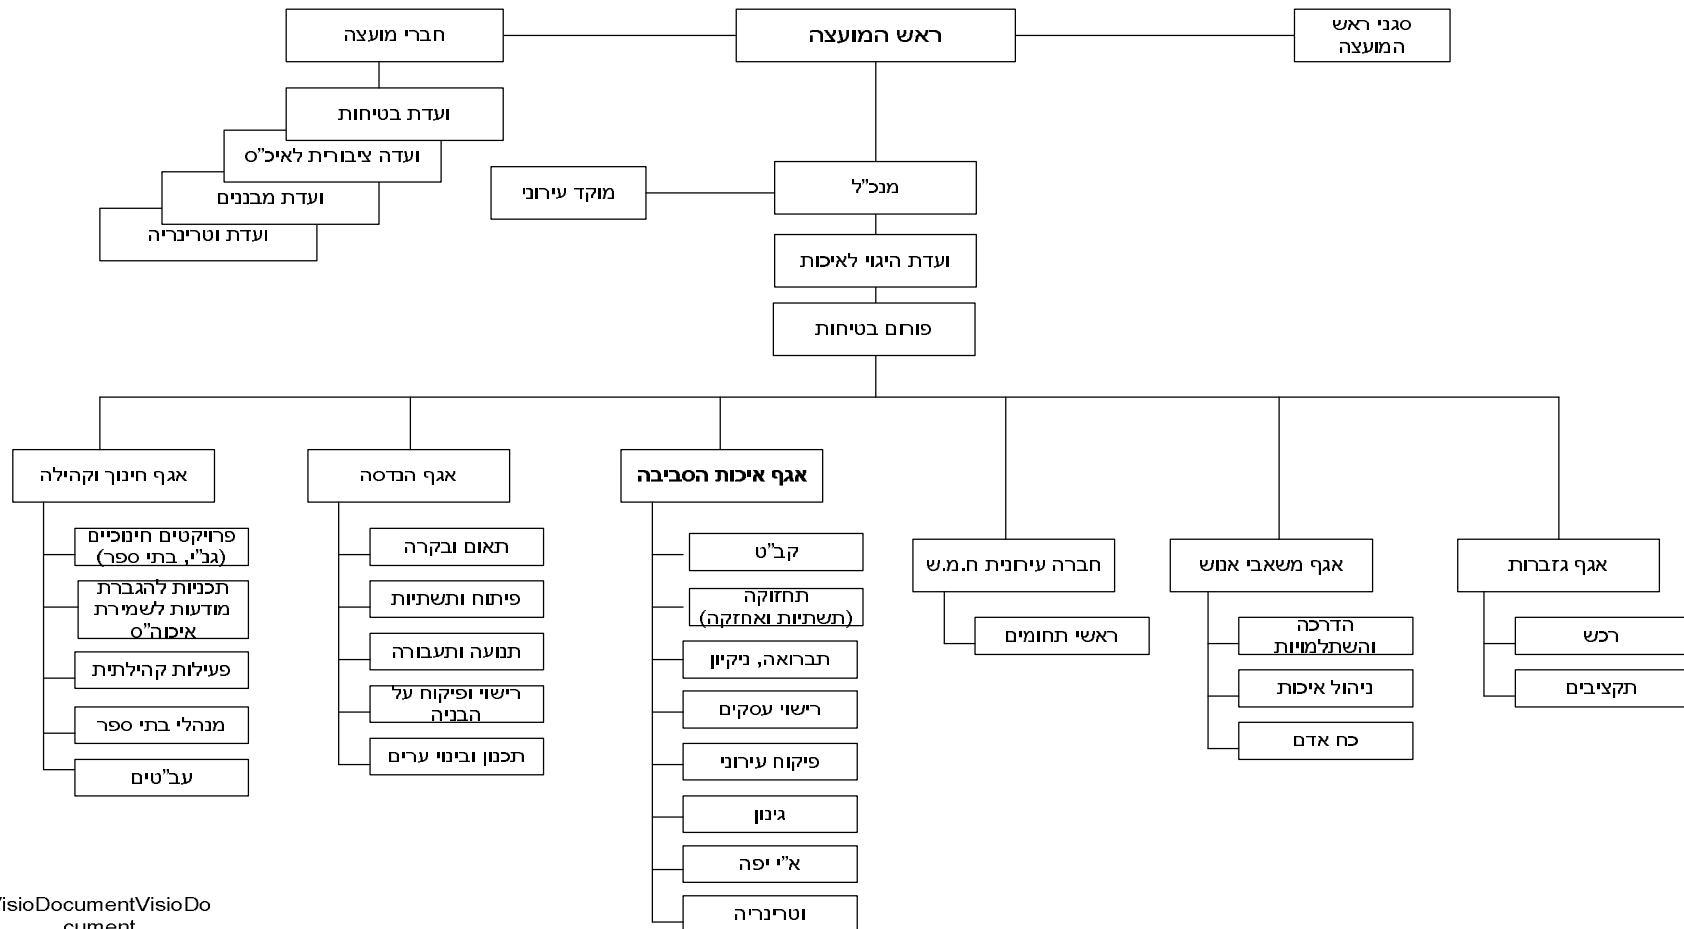 סגני ראש
המועצה
ראש המועצה
חברי מועצה
ועדת בטיחות
ועדה ציבורית לאיכ"ס
ועדת מבננים
ועדת וטרינריה
מנכ"ל
מוקד עירוני
ועדת היגוי לאיכות
פורום בטיחות
אגף גזברות
רכש
תקציבים
אגף משאבי אנוש
הדרכה
והשתלמויות
ניהול איכות
כח אדם
חברה עירונית ח.מ.ש
ראשי תחומים
אגף איכות הסביבה
קב"ט
תחזוקה
(תשתיות ואחזקה)
תברואה, ניקיון
רישוי עסקים
פיקוח עירוני
גינון
א"י יפה
וטרינריה
אגף הנדסה
תאום ובקרה
פיתוח ותשתיות
תנועה ותעבורה
רישוי ופיקוח על
הבניה
תכנון ובינוי ערים
אגף חינוך וקהילה
פרויקטים חינוכיים
(גנ"י, בתי ספר)
תכניות להגברת
מודעות לשמירת
איכוה"ס
פעילות קהילתית
מנהלי בתי ספר
עב"טים
VisioDocumentVisioDo
cument